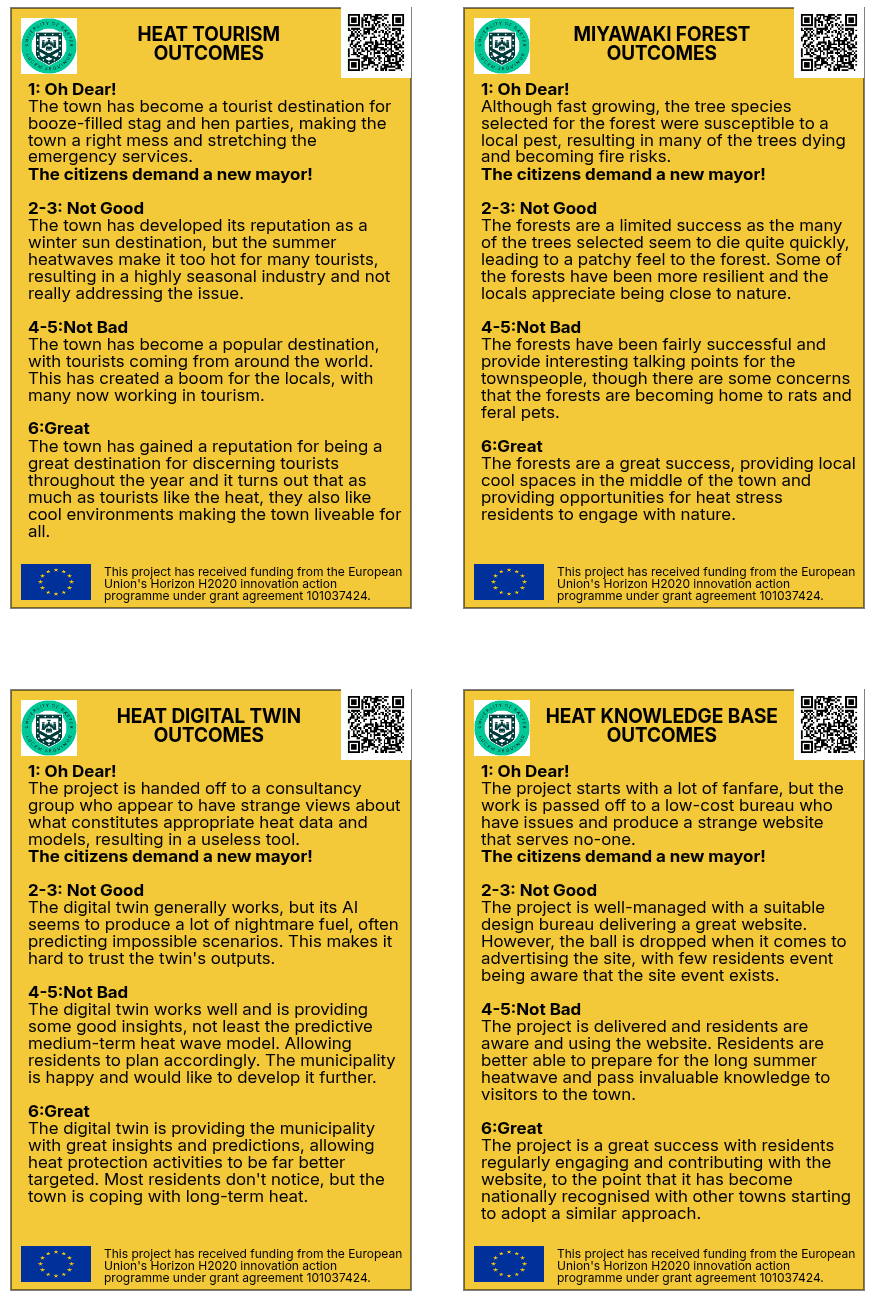 HEAT TOURISM
OUTCOMES
1: Oh Dear!
The town has become a tourist destination for
booze-filled stag and hen parties, making the
town a right mess and stretching the
emergency services.
The citizens demand a new mayor!
2-3: Not Good
The town has developed its reputation as a
winter sun destination, but the summer
heatwaves make it too hot for many tourists,
resulting in a highly seasonal industry and not
really addressing the issue.
4-5:Not Bad
The town has become a popular destination,
with tourists coming from around the world.
This has created a boom for the locals, with
many now working in tourism.
6:Great
The town has gained a reputation for being a
great destination for discerning tourists
throughout the year and it turns out that as
much as tourists like the heat, they also like
cool environments making the town liveable for
all.
This project has received funding from the European
Union's Horizon H2020 innovation action
programme under grant agreement 101037424.
MIYAWAKI FOREST
OUTCOMES
1: Oh Dear!
Although fast growing, the tree species
selected for the forest were susceptible to a
local pest, resulting in many of the trees dying
and becoming fire risks.
The citizens demand a new mayor!
2-3: Not Good
The forests are a limited success as the many
of the trees selected seem to die quite quickly,
leading to a patchy feel to the forest. Some of
the forests have been more resilient and the
locals appreciate being close to nature.
4-5:Not Bad
The forests have been fairly successful and
provide interesting talking points for the
townspeople, though there are some concerns
that the forests are becoming home to rats and
feral pets.
6:Great
The forests are a great success, providing local
cool spaces in the middle of the town and
providing opportunities for heat stress
residents to engage with nature.
This project has received funding from the European
Union's Horizon H2020 innovation action
programme under grant agreement 101037424.
HEAT DIGITAL TWIN
OUTCOMES
1: Oh Dear!
The project is handed off to a consultancy
group who appear to have strange views about
what constitutes appropriate heat data and
models, resulting in a useless tool.
The citizens demand a new mayor!
2-3: Not Good
The digital twin generally works, but its AI
seems to produce a lot of nightmare fuel, often
predicting impossible scenarios. This makes it
hard to trust the twin's outputs.
4-5:Not Bad
The digital twin works well and is providing
some good insights, not least the predictive
medium-term heat wave model. Allowing
residents to plan accordingly. The municipality
is happy and would like to develop it further.
6:Great
The digital twin is providing the municipality
with great insights and predictions, allowing
heat protection activities to be far better
targeted. Most residents don't notice, but the
town is coping with long-term heat.
This project has received funding from the European
Union's Horizon H2020 innovation action
programme under grant agreement 101037424.
HEAT KNOWLEDGE BASE
OUTCOMES
1: Oh Dear!
The project starts with a lot of fanfare, but the
work is passed off to a low-cost bureau who
have issues and produce a strange website
that serves no-one.
The citizens demand a new mayor!
2-3: Not Good
The project is well-managed with a suitable
design bureau delivering a great website.
However, the ball is dropped when it comes to
advertising the site, with few residents event
being aware that the site event exists.
4-5:Not Bad
The project is delivered and residents are
aware and using the website. Residents are
better able to prepare for the long summer
heatwave and pass invaluable knowledge to
visitors to the town.
6:Great
The project is a great success with residents
regularly engaging and contributing with the
website, to the point that it has become
nationally recognised with other towns starting
to adopt a similar approach.
This project has received funding from the European
Union's Horizon H2020 innovation action
programme under grant agreement 101037424.